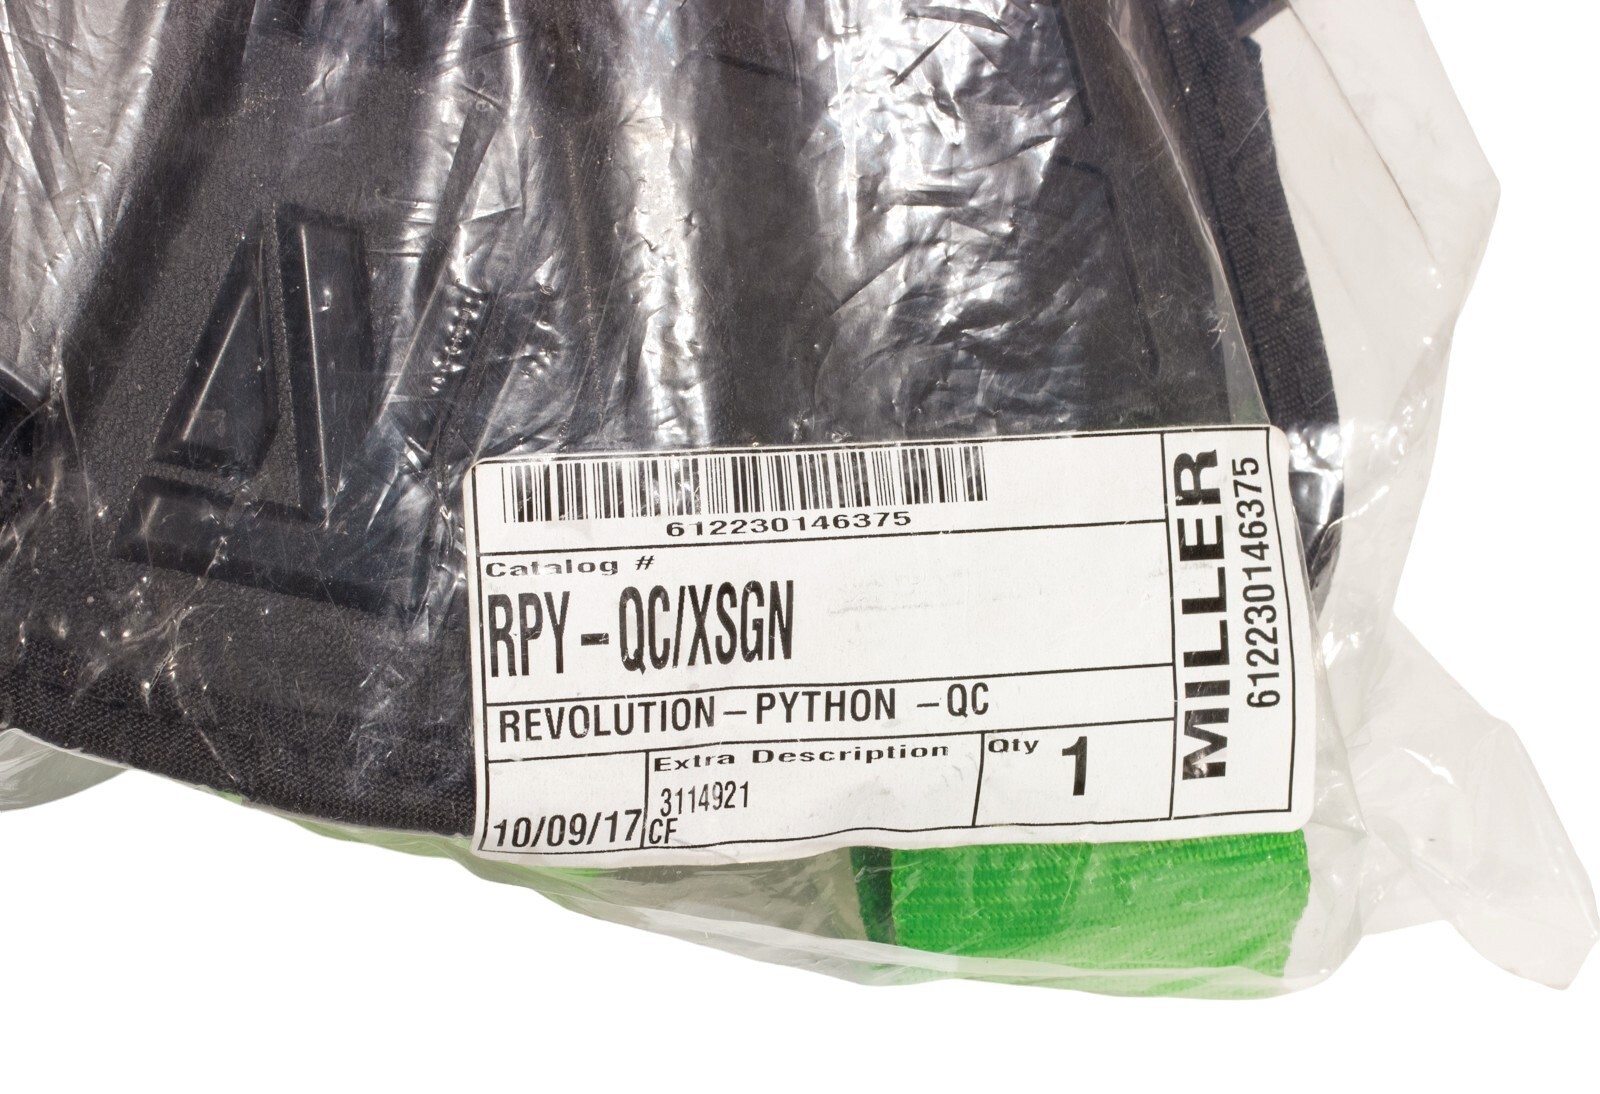 612230146375
Catalog #
RPY-QC/XSGN
REVOLUTION-PYTHON -QC
10/09/17
Extra Description
3114921
CF
Qty 1
MILLER
612230146375